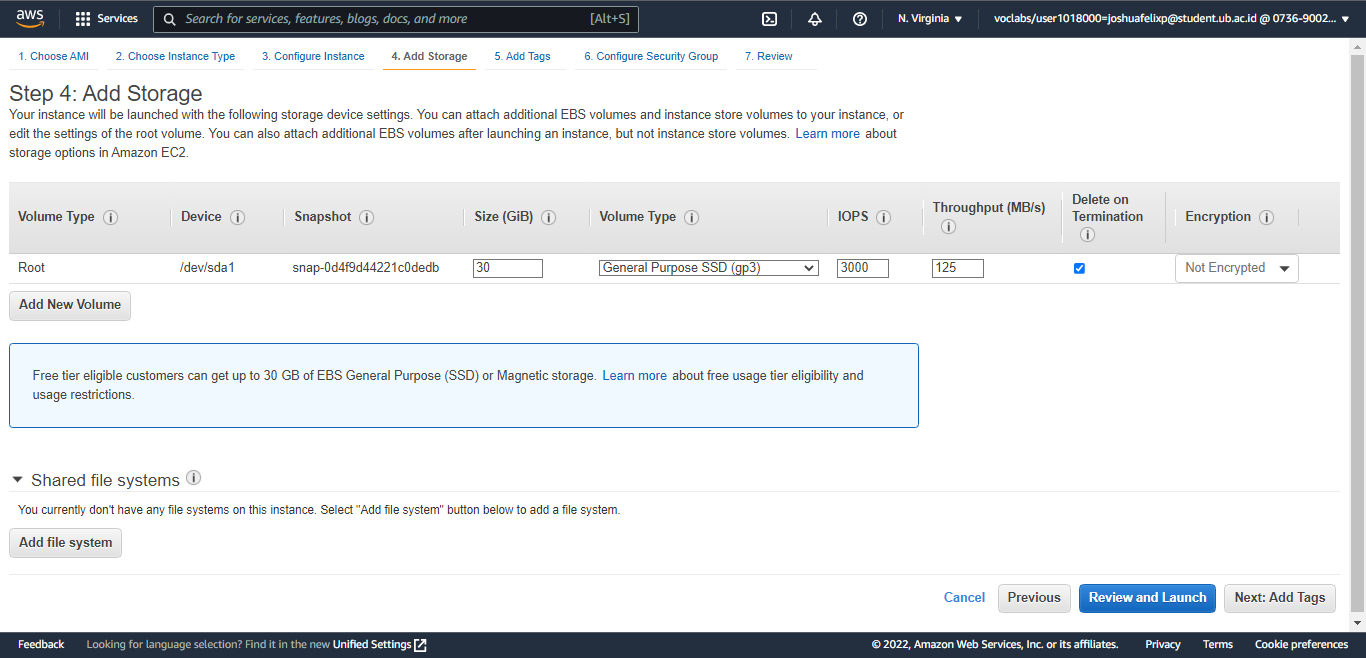 aws
Services
Search for services, features, blogs, docs, and more
[Alt+S]
N. Virginia
voclabs/user1018000=joshuafelixp@student.ub.ac.id @ 0736-9002...
1. Choose AMI
2. Choose Instance Type
3. Configure Instance
4. Add Storage
5. Add Tags
6. Configure Security Group
7. Review
Step 4: Add Storage
Your instance will be launched with the following storage device settings. You can attach additional EBS volumes and instance store volumes to your instance, or
edit the settings of the root volume. You can also attach additional EBS volumes after launching an instance, but not instance store volumes. Learn more about
storage options in Amazon EC2.
Volume Type
Device
Snapshot
Size (GiB)
Volume Type
IOPS
Throughput (MB/s)
Delete on
Termination
Encryption
Root
/dev/sda1
snap-0d4f9d44221c0dedb
30
General Purpose SSD (gp3)
3000
125
Not Encrypted
Add New Volume
Free tier eligible customers can get up to 30 GB of EBS General Purpose (SSD) or Magnetic storage. Learn more about free usage tier eligibility and
usage restrictions.
Shared file systems
You currently don't have any file systems on this instance. Select "Add file system" button below to add a file system.
Add file system
Cancel
Previous
Review and Launch
Next: Add Tags
Feedback
Looking for language selection? Find it in the new Unified Settings
© 2022, Amazon Web Services, Inc. or its affiliates.
Privacy
Terms
Cookie preferences